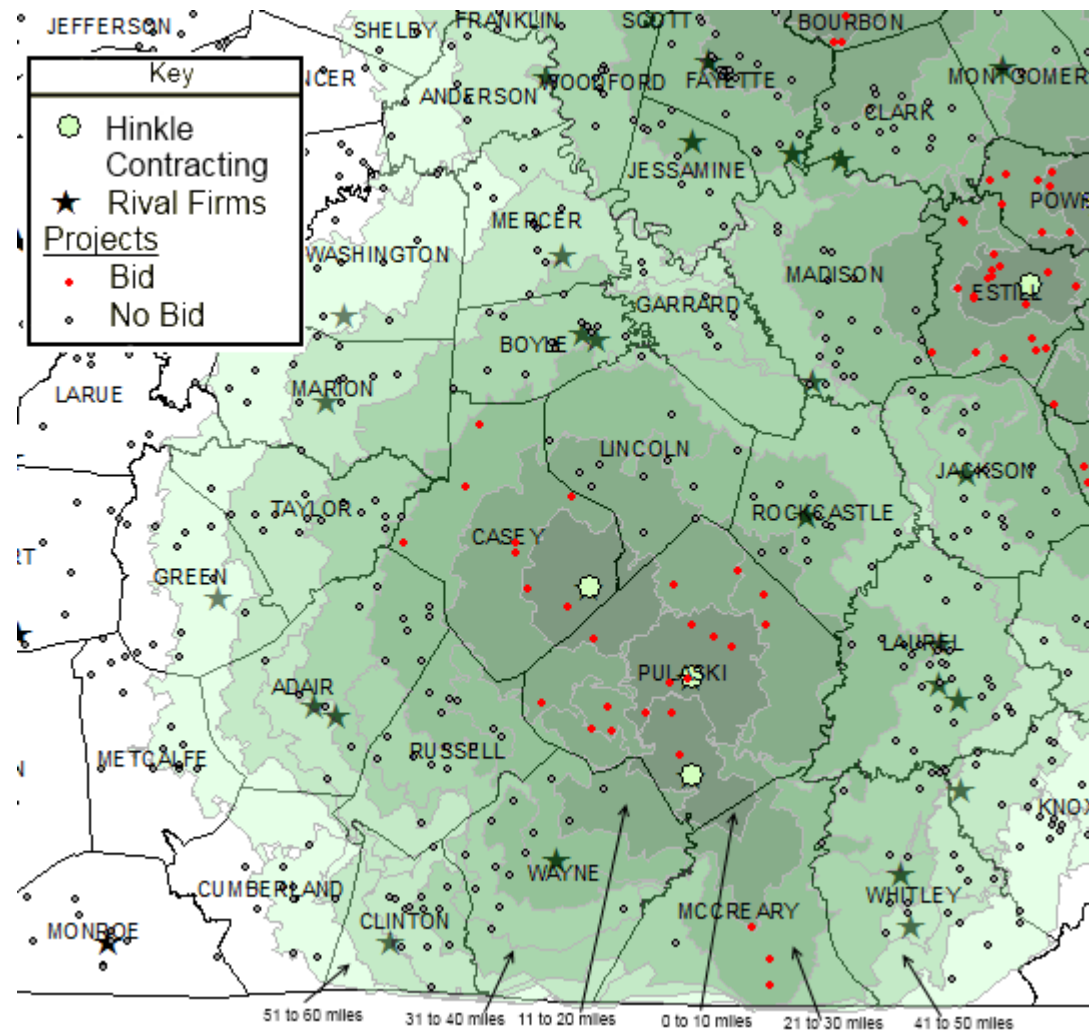 JEFFERSON
SHELBY
FRANKLIN
SCOTT
BOURBON
Key
Hinkle
Contracting
Rival Firms
Projects
Bid
No Bid
NCER
ANDERSON
WOODFORD
FAYETTE
MONTGOMER
CLARK
JESSAMINE
POW
MERCER
WASHINGTON
MADISON
ESTILL
GARRARD
BOYLE
LARUE
MARION
LINCOLN
JACKSON
TAYLOR
ROCKCASTLE
CASEY
RT
GREEN
LAUREL
PULASKI
ADAIR
RUSSELL
METCALFE
N
KNOX
WAYNE
CUMBERLAND
WHITLEY
CLINTON
MCCREARY
MONROE
51 to 60 miles
31 to 40 miles
11 to 20 miles
0 to 10 miles
21 to 30 miles
41 to 50 miles